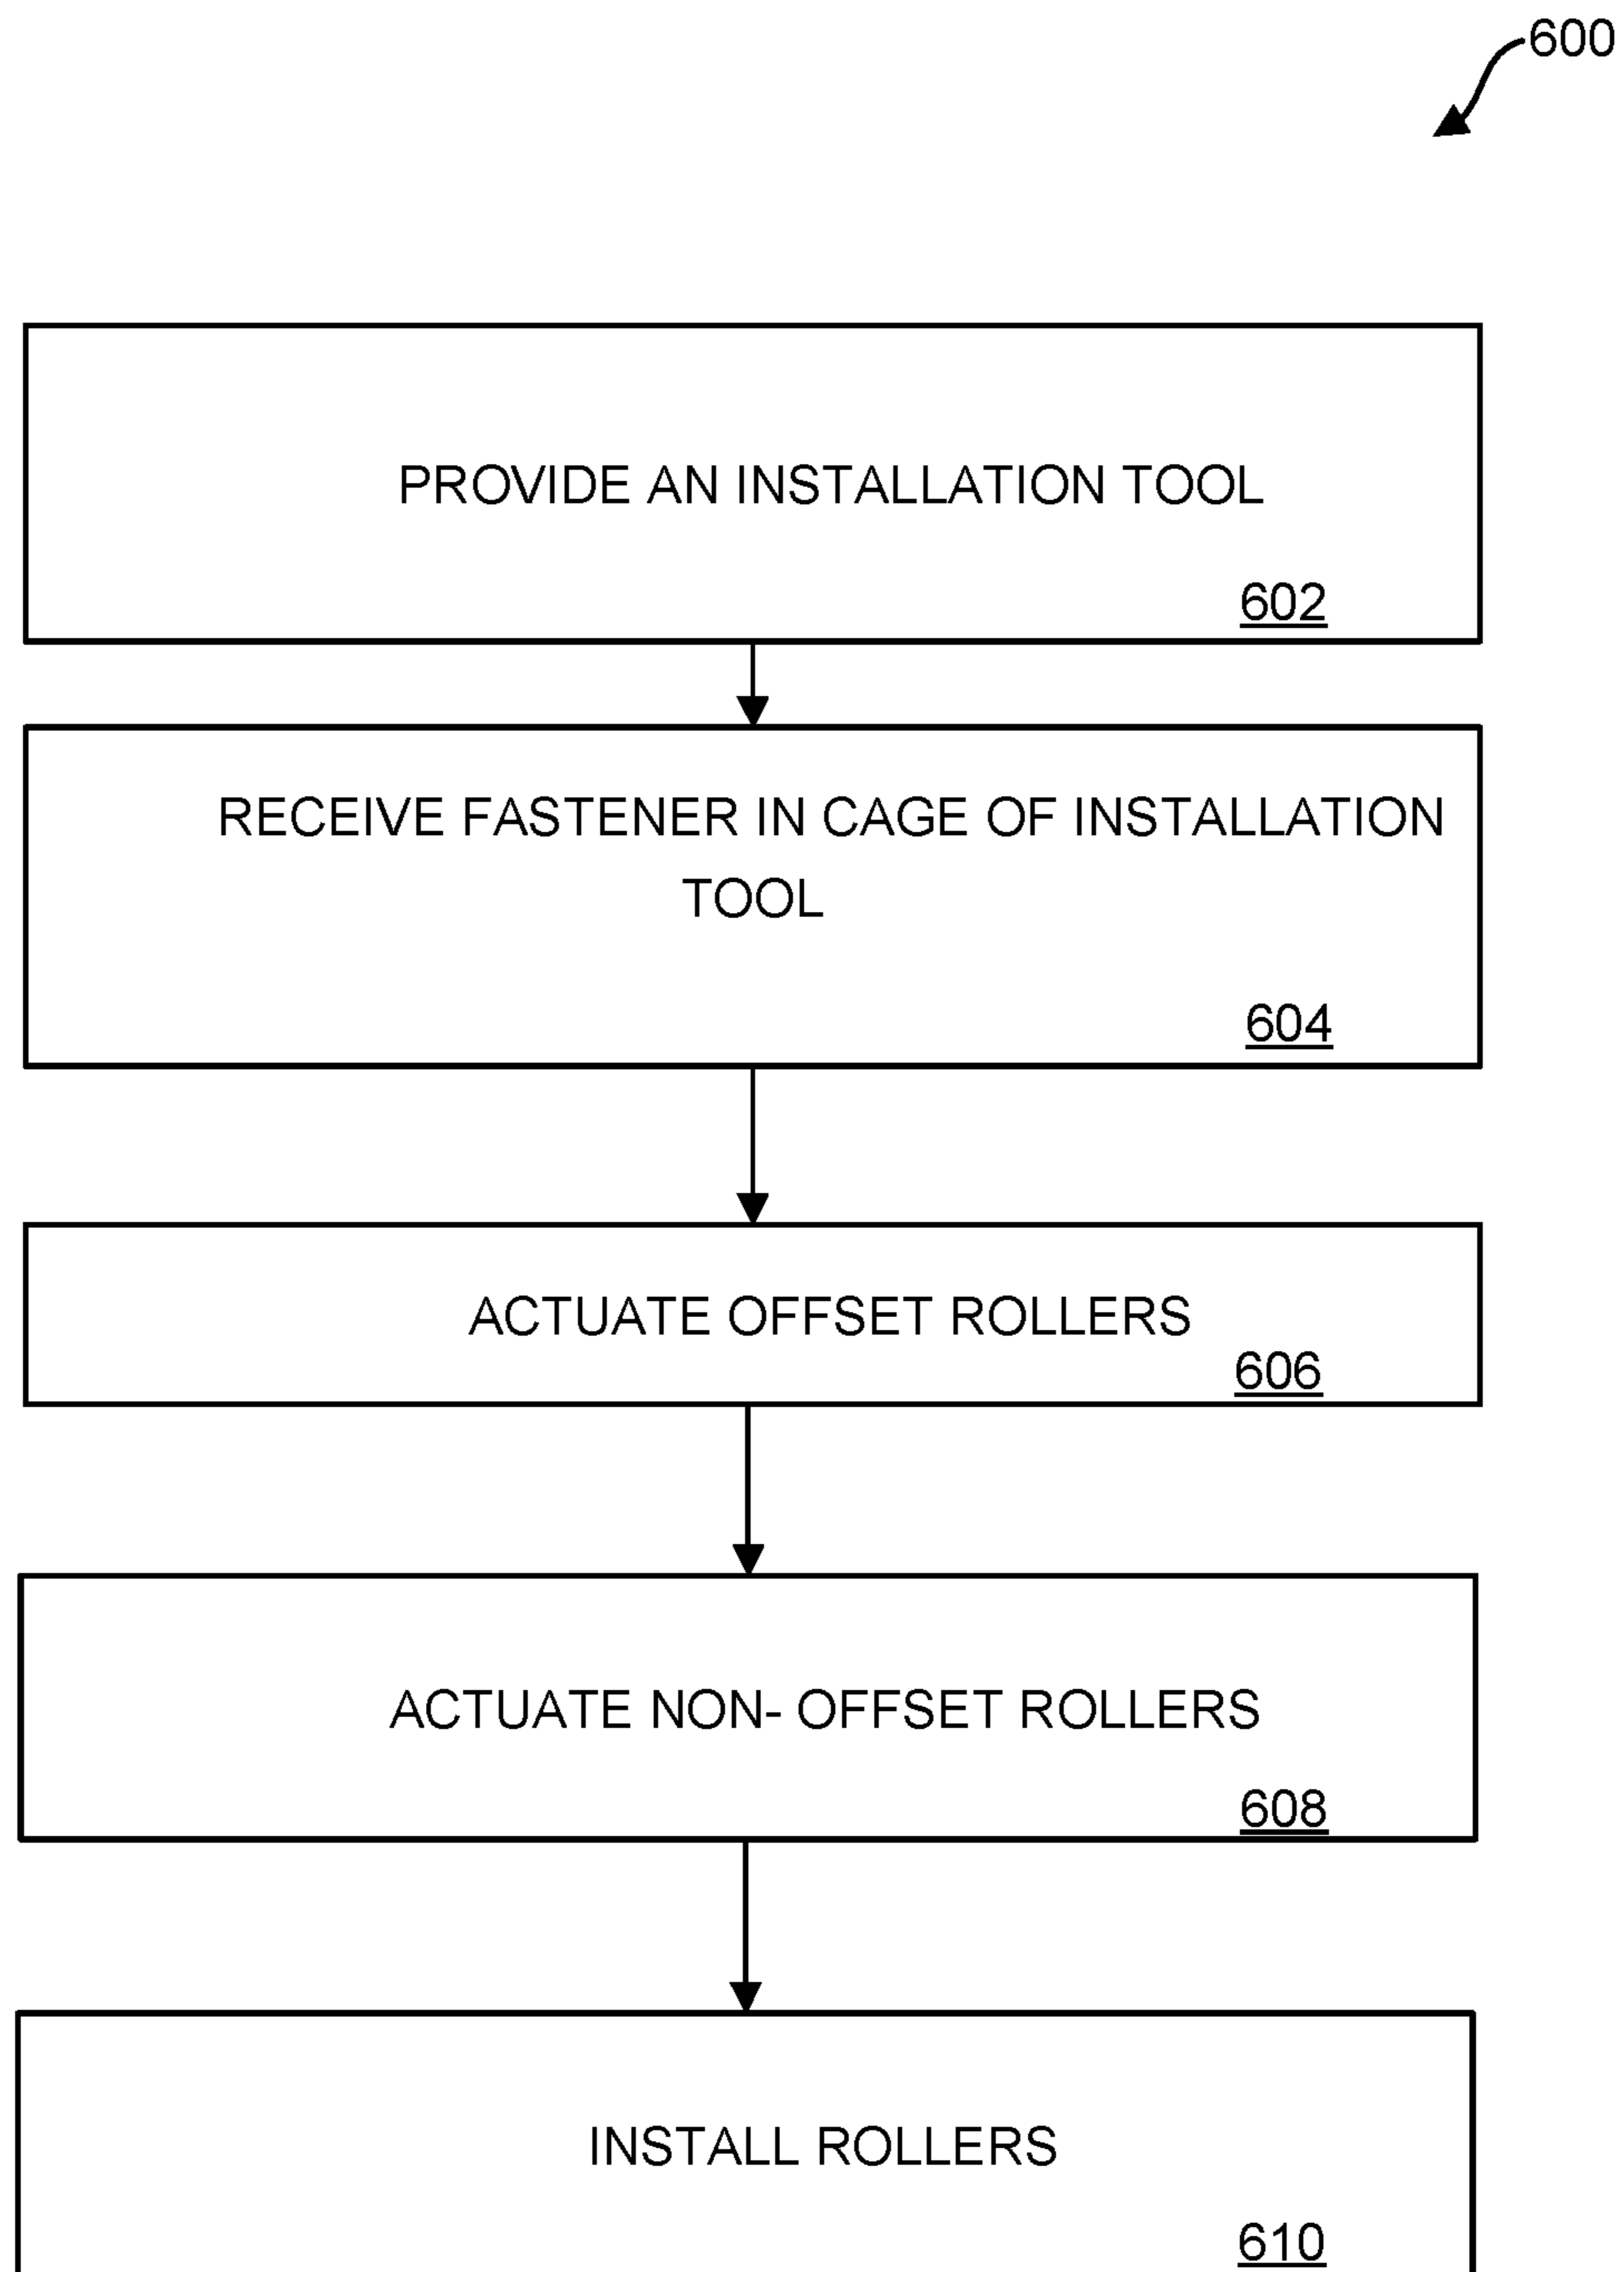 600
PROVIDE AN INSTALLATION TOOL
602
RECEIVE FASTENER IN CAGE OF INSTALLATION
TOOL
604
ACTUATE OFFSET ROLLERS
606
ACTUATE NON- OFFSET ROLLERS
608
INSTALL ROLLERS
610